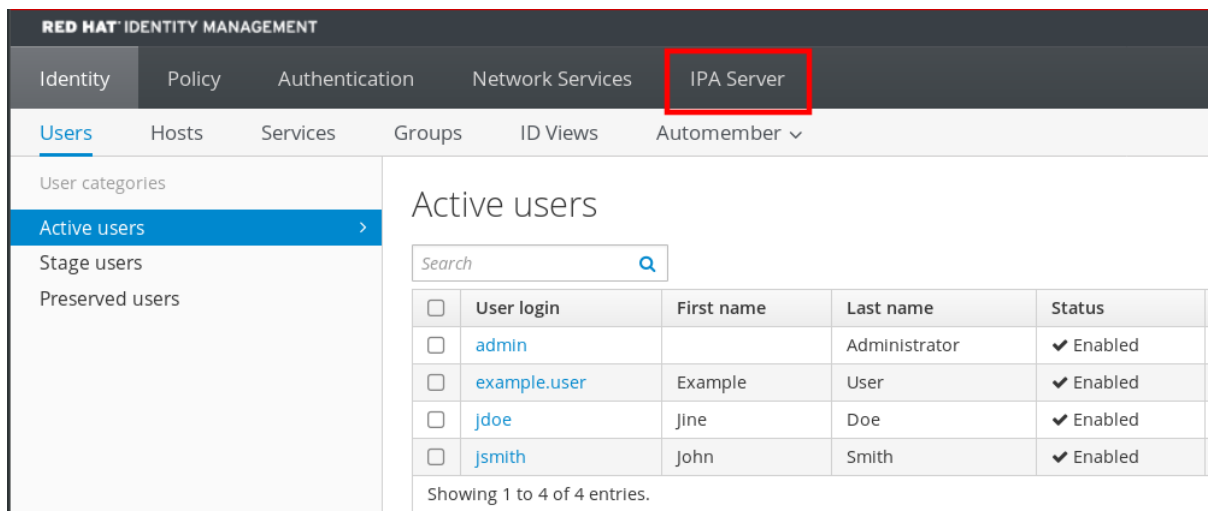 RED HAT® IDENTITY MANAGEMENT
Identity Policy Authentication Network Services IPA Server
Users Hosts Services Groups ID Views Automember
User categories
Active users
Stage users
Preserved users
Active users
Search
User login First name Last name Status
admin Administrator Enabled
example.user Example User Enabled
jdoe Jine Doe Enabled
jsmith John Smith Enabled
Showing 1 to 4 of 4 entries.